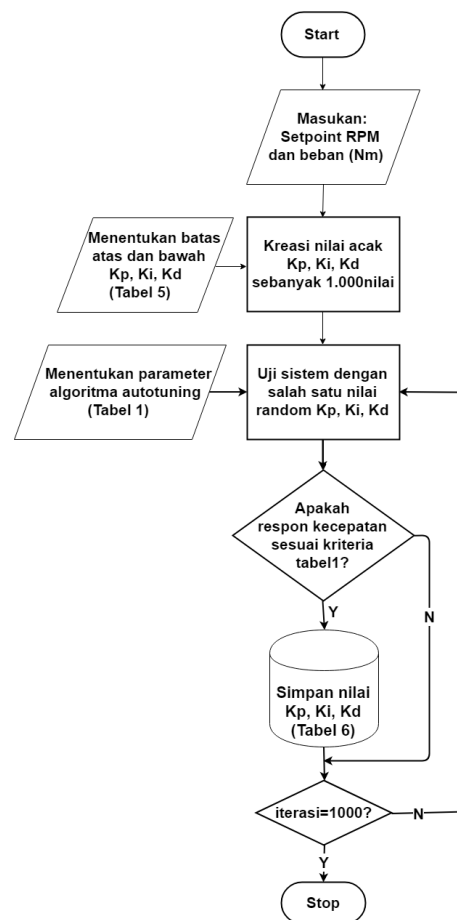 Start
Masukan:
Setpoint RPM
dan beban (Nm)
Menentukan batas
atas dan bawah
Kp, Ki, Kd
(Tabel 5)
Kreasi nilai acak
Kp, Ki, Kd
sebanyak 1.000nilai
Menentukan parameter
algoritma autotuning
(Tabel 1)
Uji sistem dengan
salah satu nilai
random Kp, Ki, Kd
Apakah
respon kecepatan
sesuai kriteria
tabel1?
Y
N
Simpan nilai
Kp, Ki, Kd
(Tabel 6)
iterasi=1000?
N
Y
Stop